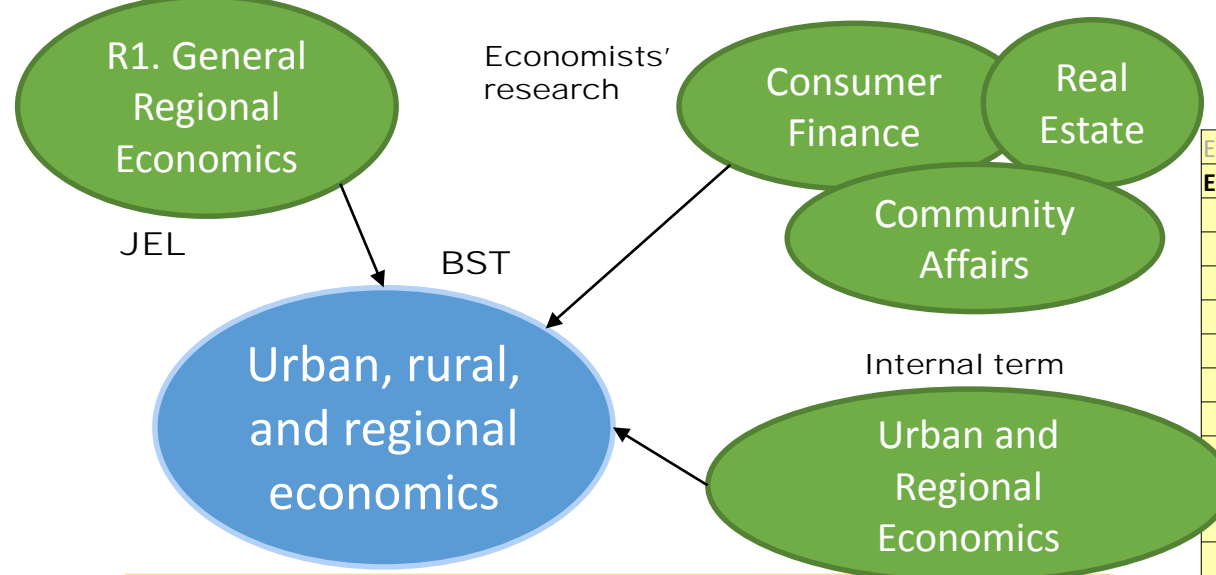 R1. General
Regional
Economics
JEL
Economists'
research
Consumer
Finance
Real
Estate
Community
Affairs
BST
Urban, rural,
and regional
economics
Internal term
Urban and
Regional
Economics
E
E